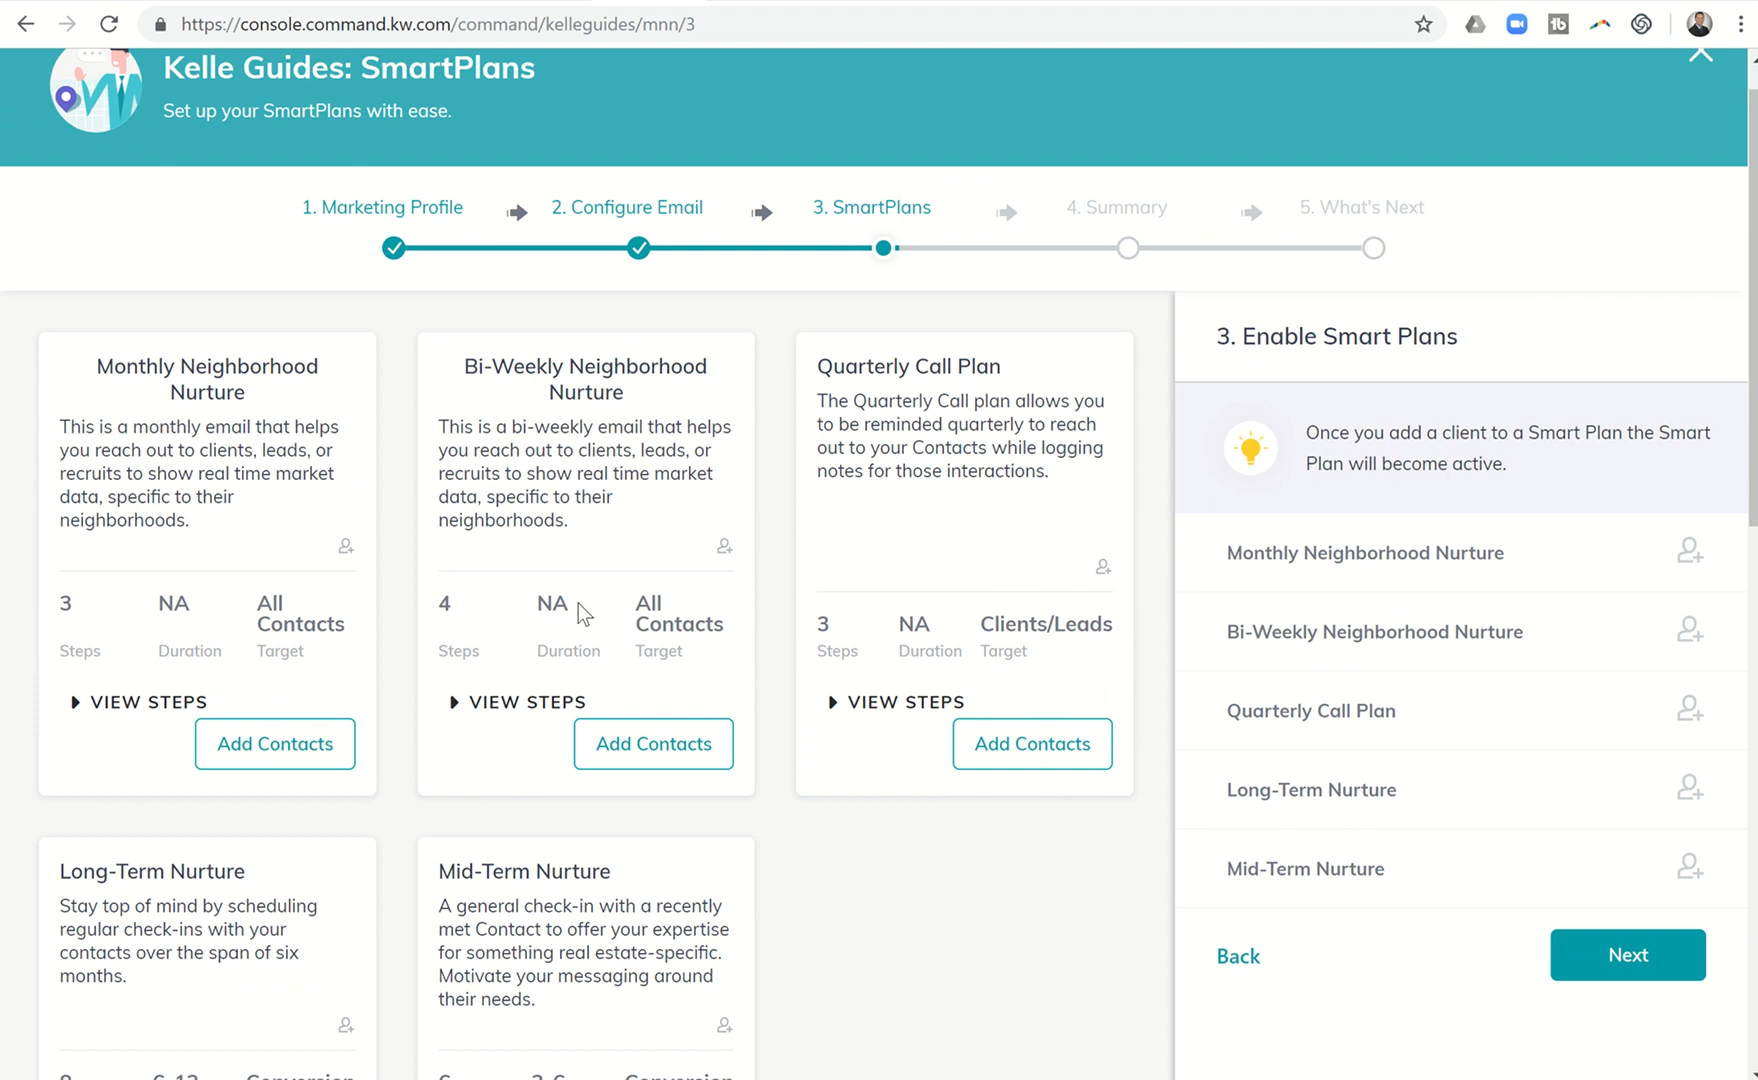 https://console.command.kw.com/command/kelleguides/mnn/3
Kelle Guides: SmartPlans
Set up your SmartPlans with ease.
1. Marketing Profile
2. Configure Email
3. SmartPlans
4. Summary
5. What's Next
Monthly Neighborhood
Nurture
This is a monthly email that helps
you reach out to clients, leads, or
recruits to show real time market
data, specific to their
neighborhoods.
3
NA
All
Contacts
Steps
Duration
Target
VIEW STEPS
Add Contacts
Bi-Weekly Neighborhood
Nurture
This is a bi-weekly email that helps
you reach out to clients, leads, or
recruits to show real time market
data, specific to their
neighborhoods.
4
NA
All
Contacts
Steps
Duration
Target
VIEW STEPS
Add Contacts
Quarterly Call Plan
The Quarterly Call plan allows you
to be reminded quarterly to reach
out to your Contacts while logging
notes for those interactions.
3
NA
Clients/Leads
Steps
Duration
Target
VIEW STEPS
Add Contacts
Long-Term Nurture
Stay top of mind by scheduling
regular check-ins with your
contacts over the span of six
months.
Conversion
Mid-Term Nurture
A general check-in with a recently
met Contact to offer your expertise
for something real estate-specific.
Motivate your messaging around
their needs.
Conversion
3. Enable Smart Plans
Once you add a client to a Smart Plan the Smart
Plan will become active.
Monthly Neighborhood Nurture
Bi-Weekly Neighborhood Nurture
Quarterly Call Plan
Long-Term Nurture
Mid-Term Nurture
Back
Next